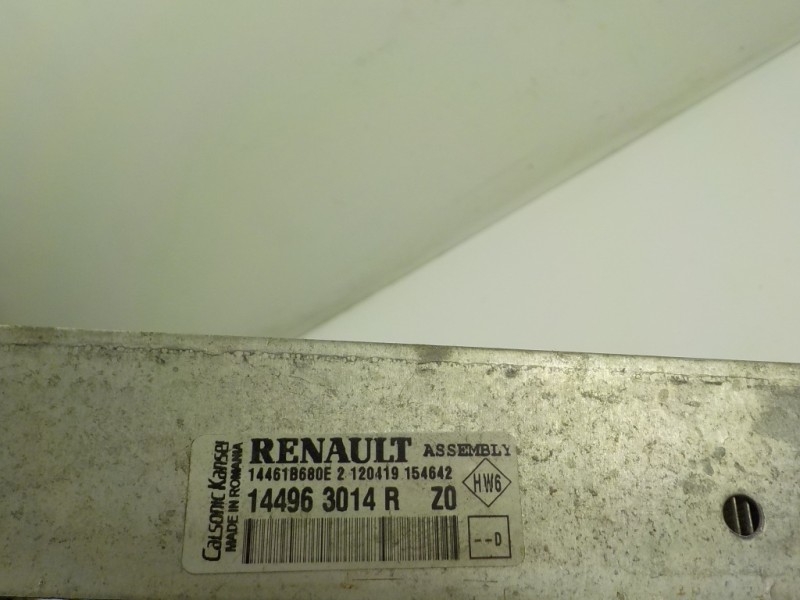 RENAULT ASSEMBLY
14461B680E 2 120419 154642
14496 3014 R Z0
HW6
--D
Calsonic Kansei
MADE IN ROMANIA